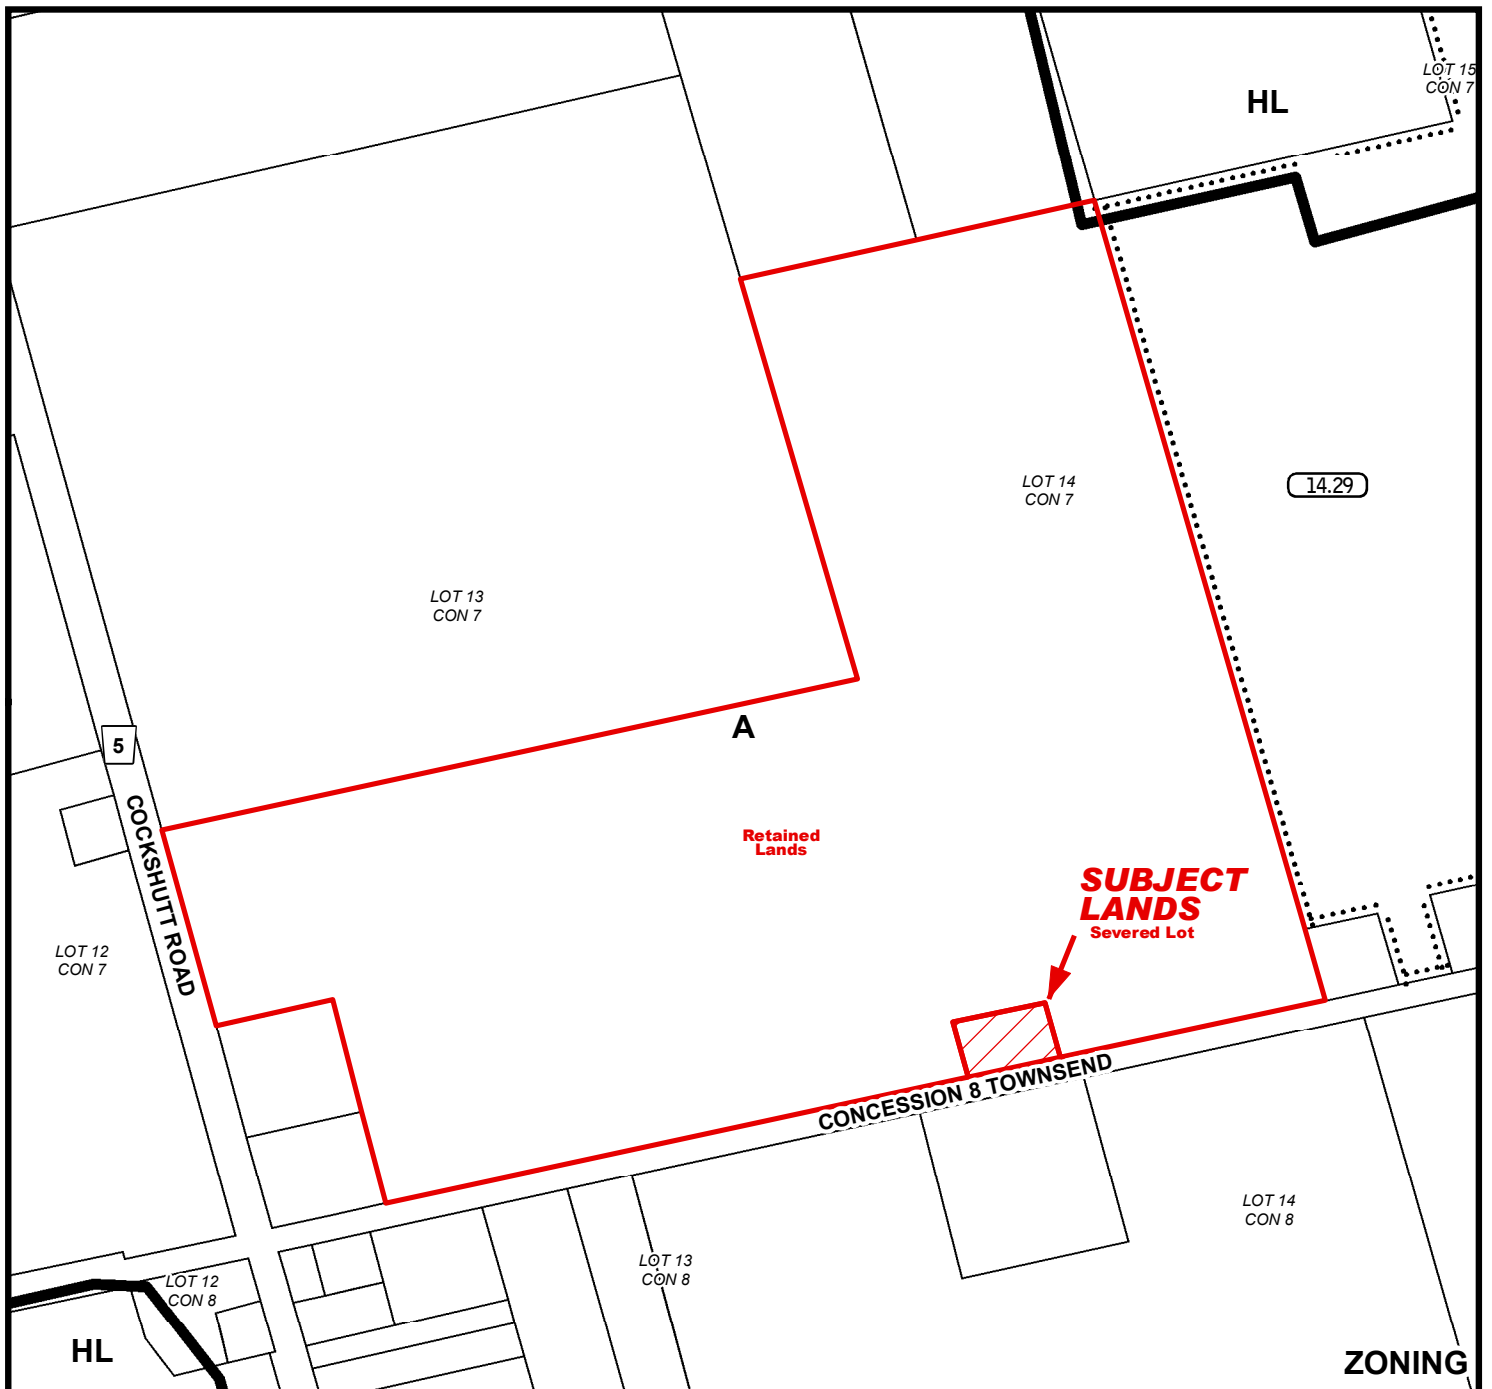 LOT 15
CON 7
HL
LOT 14
CON 7
14.29
LOT 13
CON 7
A
5
COCKSHUTT ROAD
Retained
Lands
SUBJECT
LANDS
Severed Lot
LOT 12
CON 7
CONCESSION 8 TOWNSEND
LOT 14
CON 8
LOT 13
CON 8
LOT 12
CON 8
HL
ZONING